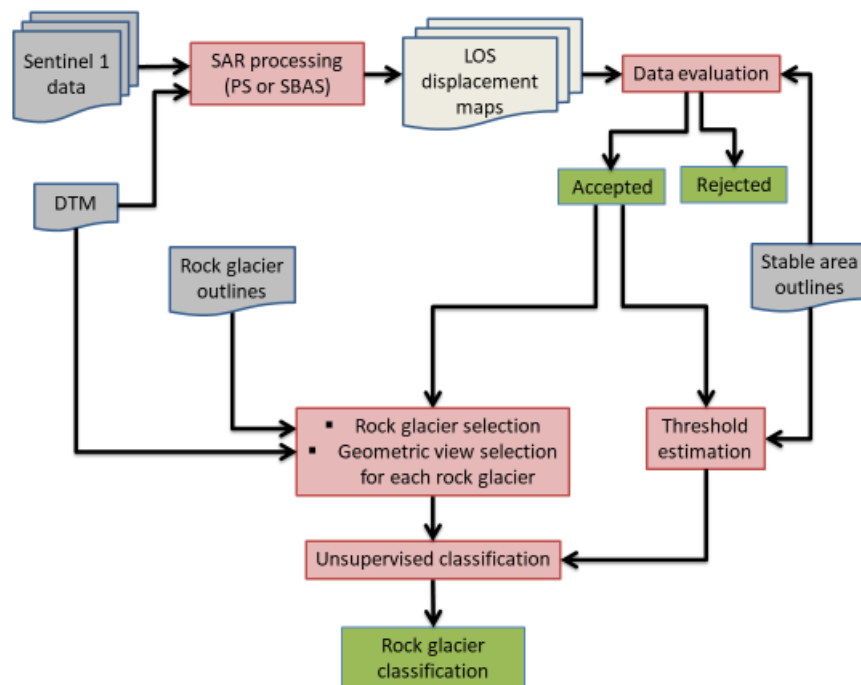 Sentinel 1
data
SAR processing
(PS or SBAS)
LOS
displacement
maps
Data evaluation
Accepted
Rejected
DTM
Rock glacier
outlines
Stable area
outlines
▪ Rock glacier selection
▪ Geometric view selection
for each rock glacier
Threshold
estimation
Unsupervised classification
Rock glacier
classification